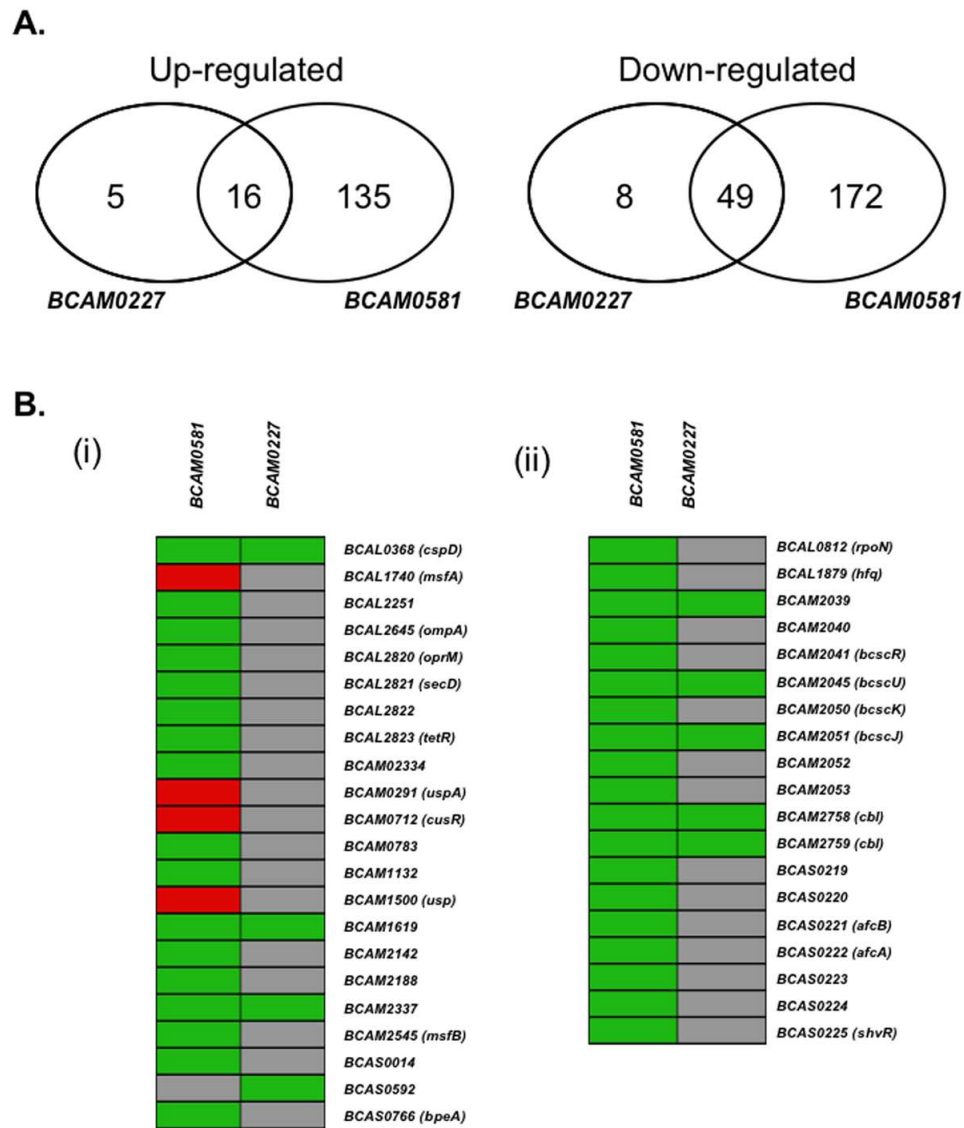 A.
Up-regulated
Down-regulated
5 16 135
8 49 172
BCAM0227 BCAM0581
BCAM0227 BCAM0581
B.
(i)
BCAM0581 BCAM0227
BCAL0368 (cspD)
BCAL1740 (msfA)
BCAL2251
BCAL2645 (ompA)
BCAL2820 (oprM)
BCAL2821 (secD)
BCAL2822
BCAL2823 (tetR)
BCAM02334
BCAM0291 (uspA)
BCAM0712 (cusR)
BCAM0783
BCAM1132
BCAM1500 (usp)
BCAM1619
BCAM2142
BCAM2188
BCAM2337
BCAM2545 (msfB)
BCAS0014
BCAS0592
BCAS0766 (bpeA)
(ii)
BCAM0581 BCAM0227
BCAL0812 (rpoN)
BCAL1879 (hfq)
BCAM2039
BCAM2040
BCAM2041 (bcscR)
BCAM2045 (bcscU)
BCAM2050 (bcscK)
BCAM2051 (bcscJ)
BCAM2052
BCAM2053
BCAM2758 (cbl)
BCAM2759 (cbl)
BCAS0219
BCAS0220
BCAS0221 (afcB)
BCAS0222 (afcA)
BCAS0223
BCAS0224
BCAS0225 (shvR)